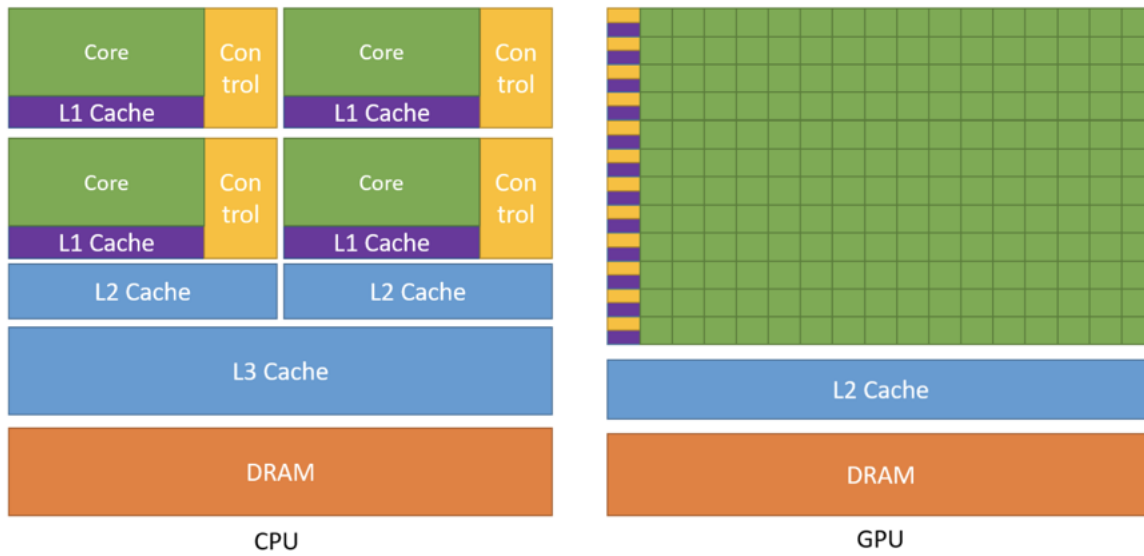 Core
Con
trol
L1 Cache
Core
Con
trol
L1 Cache
Core
Con
trol
L1 Cache
Core
Con
trol
L1 Cache
L2 Cache
L2 Cache
L3 Cache
DRAM
CPU
L2 Cache
DRAM
GPU